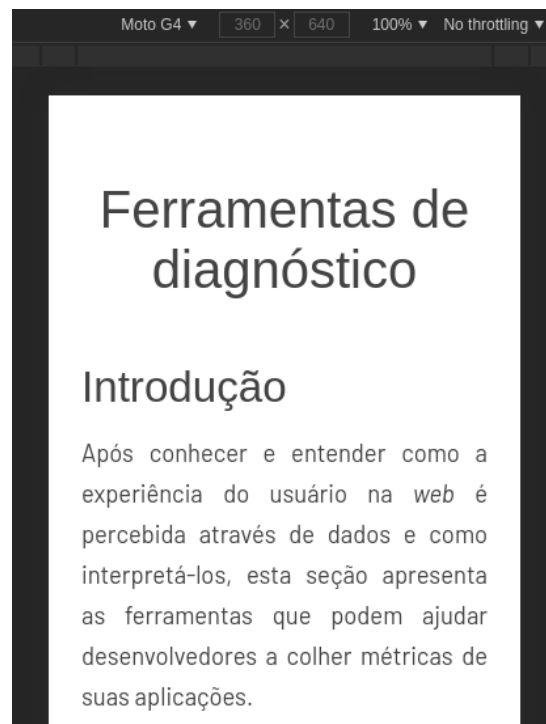 Moto G4 ▼ 360 × 640 100% ▼ No throttling ▼
Ferramentas de
diagnóstico
Introdução
Após conhecer e entender como a
experiência do usuário na web é
percebida através de dados e como
interpretá-los, esta seção apresenta
as ferramentas que podem ajudar
desenvolvedores a colher métricas de
suas aplicações.